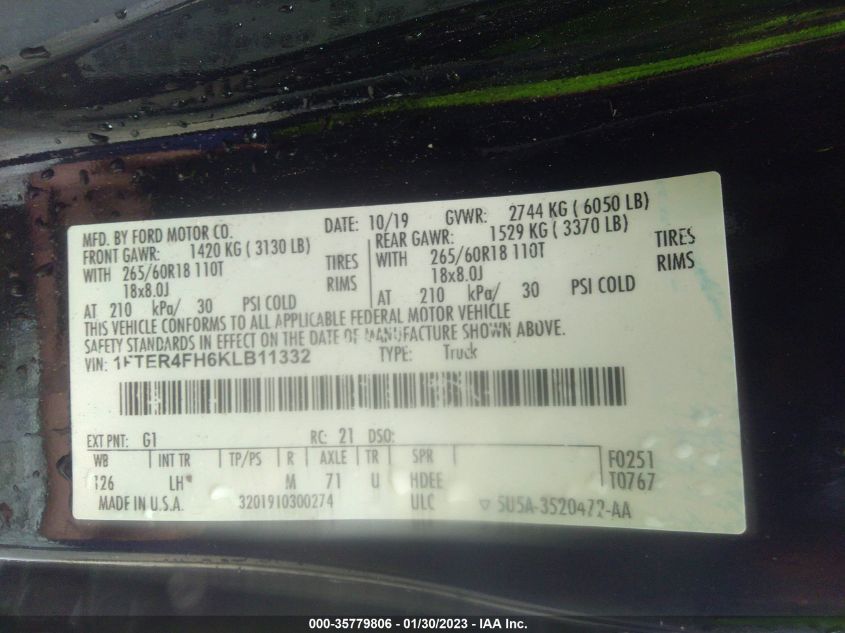 MFD. BY FORD MOTOR CO. DATE: 10/19 GVWR: 2744 KG ( 6050 LB)
FRONT GAWR: 1420 KG ( 3130 LB) REAR GAWR: 1529 KG ( 3370 LB)
WITH 265/60R18 110T TIRES WITH 265/60R18 110T TIRES
18x8.0J RIMS 18x8.0J RIMS
AT 210 kPa/ 30 PSI COLD AT 210 kPa/ 30 PSI COLD
THIS VEHICLE CONFORMS TO ALL APPLICABLE FEDERAL MOTOR VEHICLE
SAFETY STANDARDS IN EFFECT ON THE DATE OF MANUFACTURE SHOWN ABOVE.
VIN: 1FTER4FH6KLB11332 TYPE: Truck
EXT PNT: G1 RC: 21 DSO:
WB INT TR TP/PS R AXLE TR SPR F0251
126 LH* M 71 U HDEE T0767
MADE IN U.S.A. 3201910300274 ULC 5U5A-3520472-AA
000-35779806 - 01/30/2023 - IAA Inc.